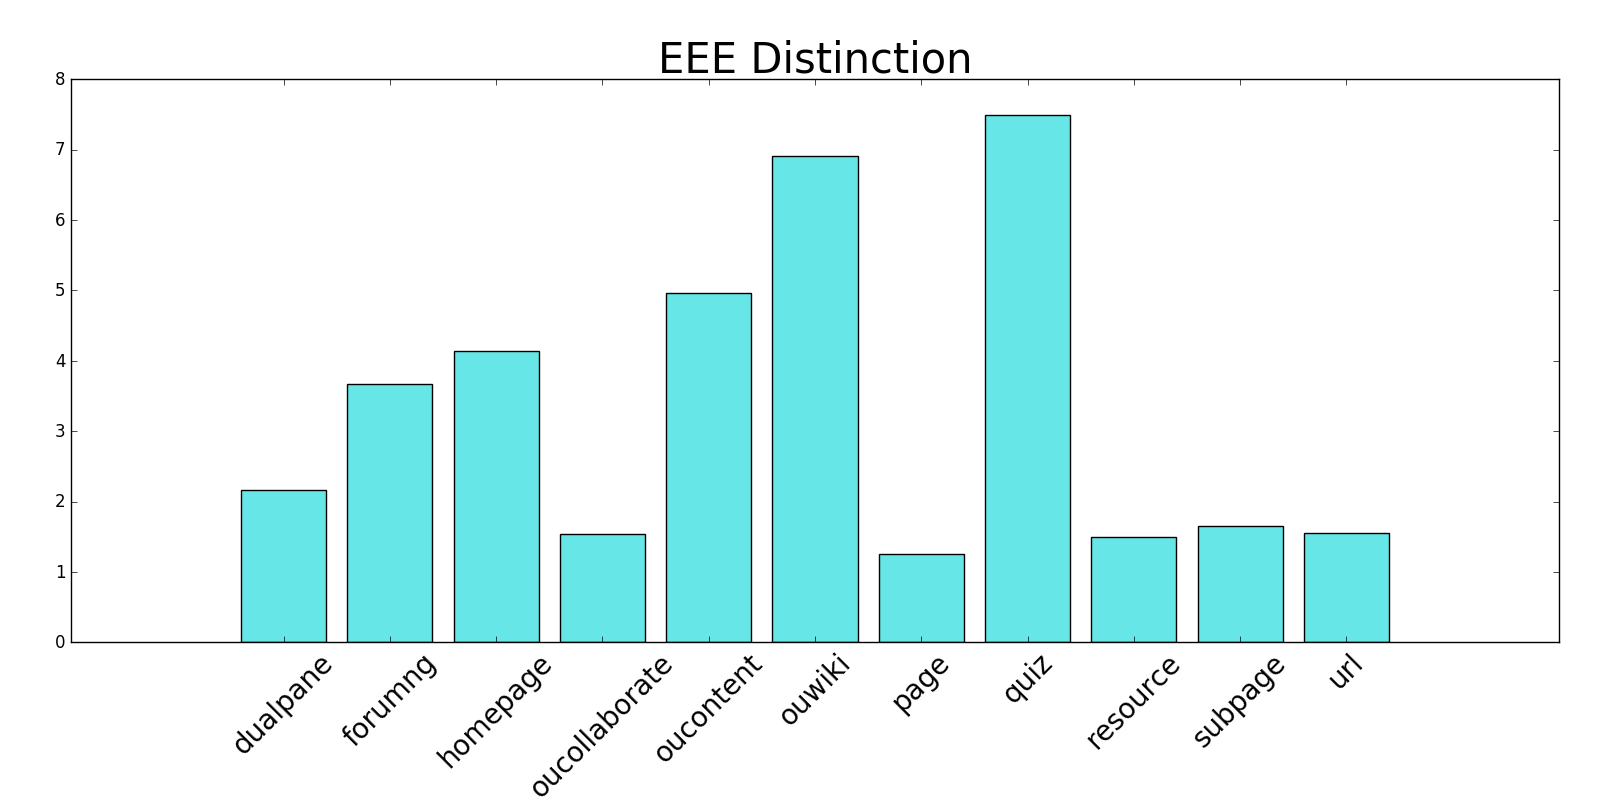 EEE Distinction
8
7
6
5
4
3
2
1
0
dualpane
forumng
homepage
oucollaborate
oucontent
ouwiki
page
quiz
resource
subpage
url